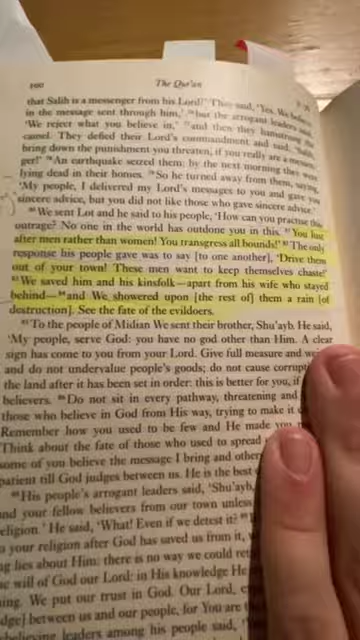 100 The Qur'an
that Salih is a messenger from his Lord?' They said, 'Yes. We
in the message sent through him,' but the arrogant leaders said,
'We reject what you believe in,' and then they hamstrung the
camel. They defied their Lord's commandment and said,
bring down the punishment you threaten, if you really are a
ger!' 78 An earthquake seized them: by the next morning they were
lying dead in their homes. 79 So he turned away from them, saying,
'My people, I delivered my Lord's messages to you and gave you
sincere advice, but you did not like those who gave sincere advice.'
80 We sent Lot and he said to his people, 'How can you practise this
outrage? No one in the world has outdone you in this. 81 You lust
after men rather than women! You transgress all bounds!' 82 The only
response his people gave was to say [to one another], 'Drive them
out of your town! These men want to keep themselves chaste!'
83 We saved him and his kinsfolk—apart from his wife who stayed
behind—84 and We showered upon [the rest of] them a rain [of
destruction]. See the fate of the evildoers.
85 To the people of Midian We sent their brother, Shu'ayb. He said,
'My people, serve God: you have no god other than Him. A clear
sign has come to you from your Lord. Give full measure and
and do not undervalue people's goods; do not cause corrupt
the land after it has been set in order: this is better for you, if
believers. 86 Do not sit in every pathway, threatening and
those who believe in God from His way, trying to make it
Remember how you used to be few and He made you
Think about the fate of those who used to spread
some of you believe the message I bring and other
patient till God judges between us. He is the best
88 His people's arrogant leaders said, 'Shu'ayb,
and your fellow believers from our town unless
religion.' He said, 'What! Even if we detest it?
your religion after God has saved us from it,
ng lies about Him: there is no way we could ret
e will of God our Lord: in His knowledge He
ing. We put our trust in God. Our Lord,
dge] between us and our people, for You are
believing leaders among his people said,